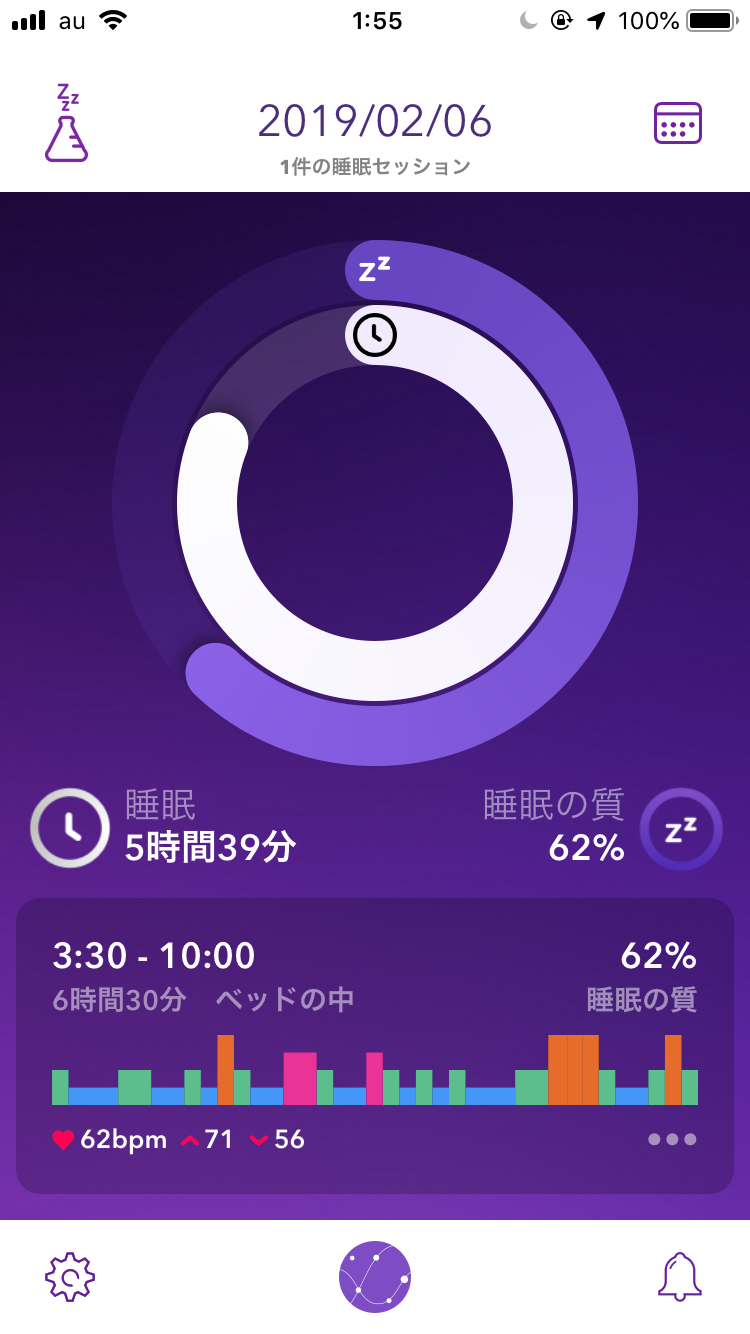 au 1:55 100%
zzz
2019/02/06
1件の睡眠セッション
zz
睡眠
5時間39分
睡眠の質
62%
zz
3:30 - 10:00
62%
6時間30分 ベッドの中
睡眠の質
62bpm 71 56